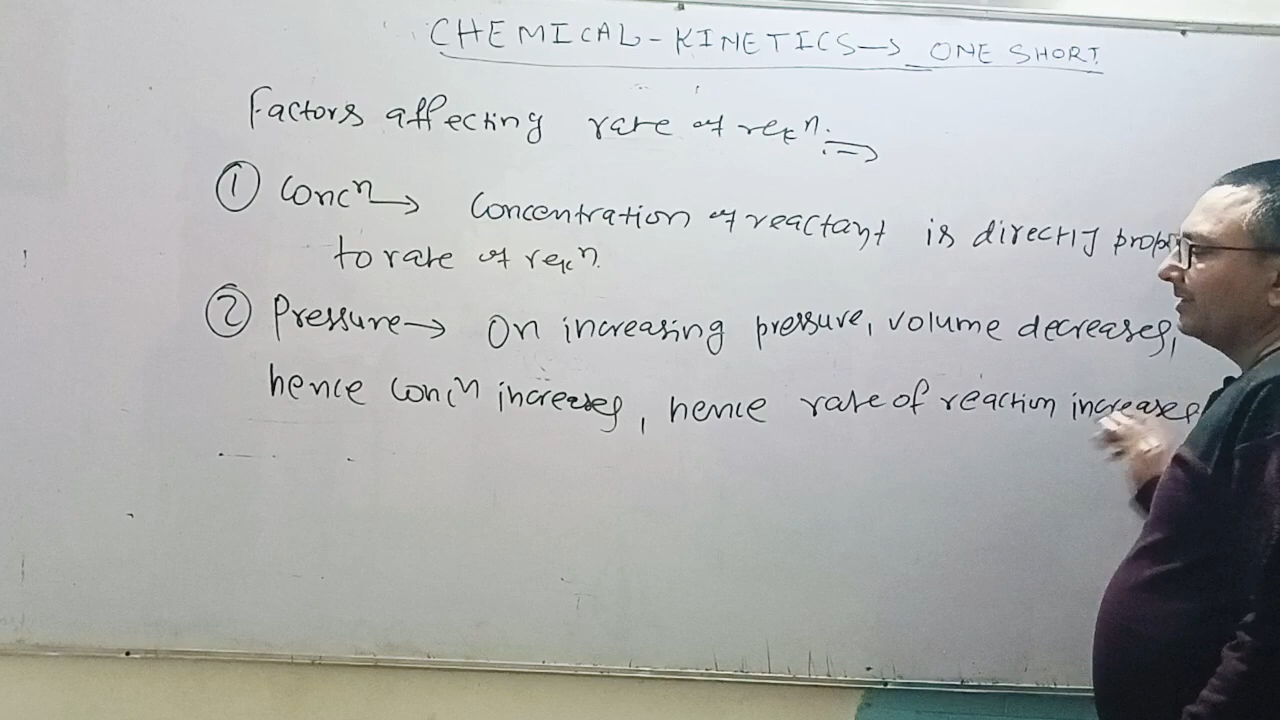 CHEMICAL-KINETICS→ ONE SHORT
Factors affecting rate of rexⁿ. ⇒
① Concⁿ → Concentration of reactant is directly
to rate of rexⁿ.
② Pressure → On increasing pressure, volume decreases,
hence Concⁿ increases, hence rate of reaction increases